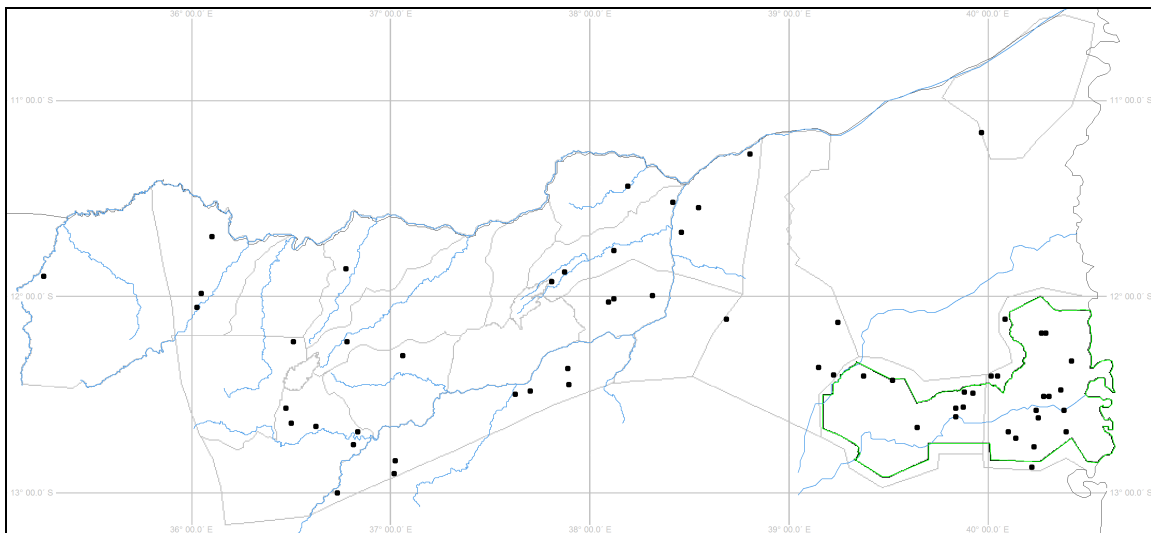 36° 00.0´ E 37° 00.0´ E 38° 00.0´ E 39° 00.0´ E 40° 00.0´ E
11° 00.0´ S 11° 00.0´ S
12° 00.0´ S 12° 00.0´ S
13° 00.0´ S 13° 00.0´ S
36° 00.0´ E 37° 00.0´ E 38° 00.0´ E 39° 00.0´ E 40° 00.0´ E